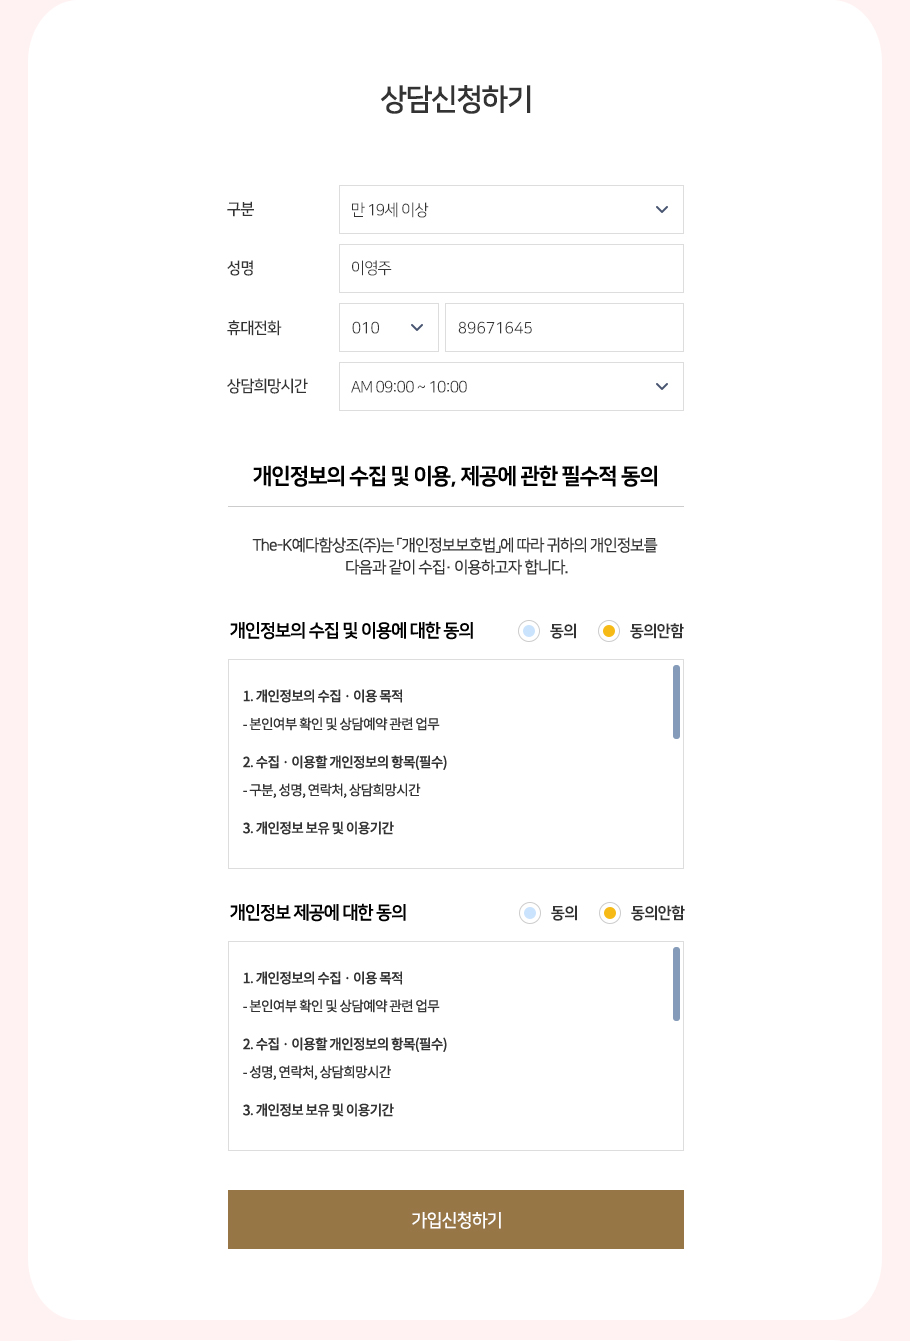 상담신청하기
구분
만 19세 이상
성명
이영주
휴대전화
010
89671645
상담희망시간
AM 09:00 ~ 10:00
개인정보의 수집 및 이용, 제공에 관한 필수적 동의
The-K예다함상조(주)는 「개인정보보호법」에 따라 귀하의 개인정보를
다음과 같이 수집· 이용하고자 합니다.
개인정보의 수집 및 이용에 대한 동의
동의
동의안함
1. 개인정보의 수집 · 이용 목적
- 본인여부 확인 및 상담예약 관련 업무
2. 수집 · 이용할 개인정보의 항목(필수)
- 구분, 성명, 연락처, 상담희망시간
3. 개인정보 보유 및 이용기간
개인정보 제공에 대한 동의
동의
동의안함
1. 개인정보의 수집 · 이용 목적
- 본인여부 확인 및 상담예약 관련 업무
2. 수집 · 이용할 개인정보의 항목(필수)
- 성명, 연락처, 상담희망시간
3. 개인정보 보유 및 이용기간
가입신청하기